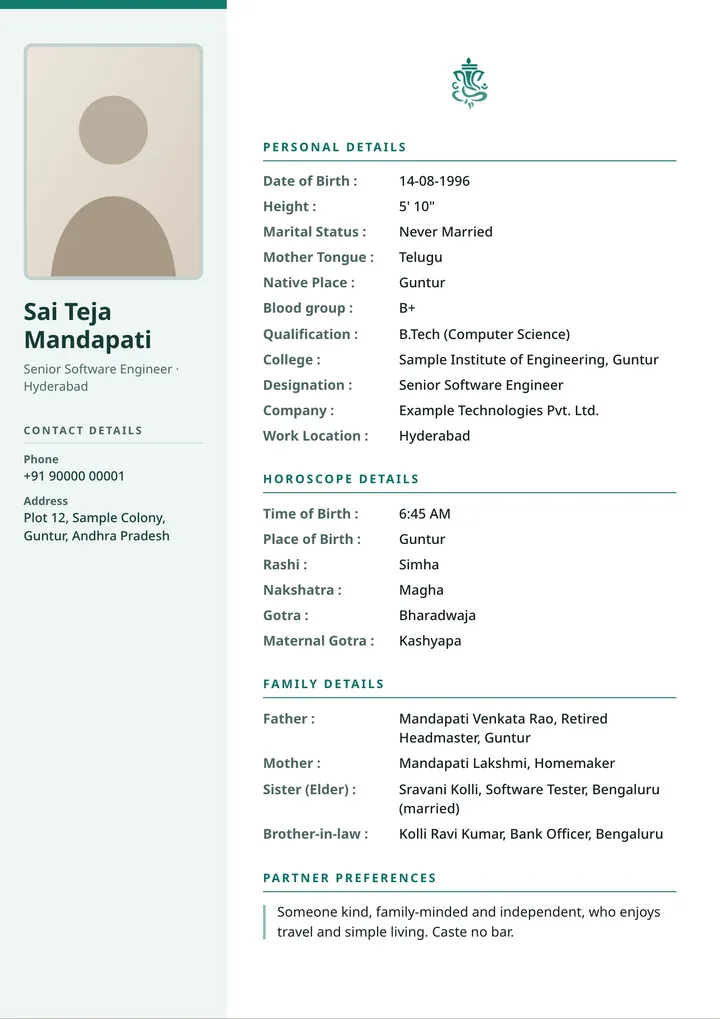 Sai Teja
Mandapati
Senior Software Engineer ·
Hyderabad
CONTACT DETAILS
Phone
+91 90000 00001
Address
Plot 12, Sample Colony,
Guntur, Andhra Pradesh
PERSONAL DETAILS
Date of Birth : 14-08-1996
Height : 5' 10"
Marital Status : Never Married
Mother Tongue : Telugu
Native Place : Guntur
Blood group : B+
Qualification : B.Tech (Computer Science)
College : Sample Institute of Engineering, Guntur
Designation : Senior Software Engineer
Company : Example Technologies Pvt. Ltd.
Work Location : Hyderabad
HOROSCOPE DETAILS
Time of Birth : 6:45 AM
Place of Birth : Guntur
Rashi : Simha
Nakshatra : Magha
Gotra : Bharadwaja
Maternal Gotra : Kashyapa
FAMILY DETAILS
Father : Mandapati Venkata Rao, Retired
Headmaster, Guntur
Mother : Mandapati Lakshmi, Homemaker
Sister (Elder) : Sravani Kolli, Software Tester, Bengaluru
(married)
Brother-in-law : Kolli Ravi Kumar, Bank Officer, Bengaluru
PARTNER PREFERENCES
Someone kind, family-minded and independent, who enjoys
travel and simple living. Caste no bar.